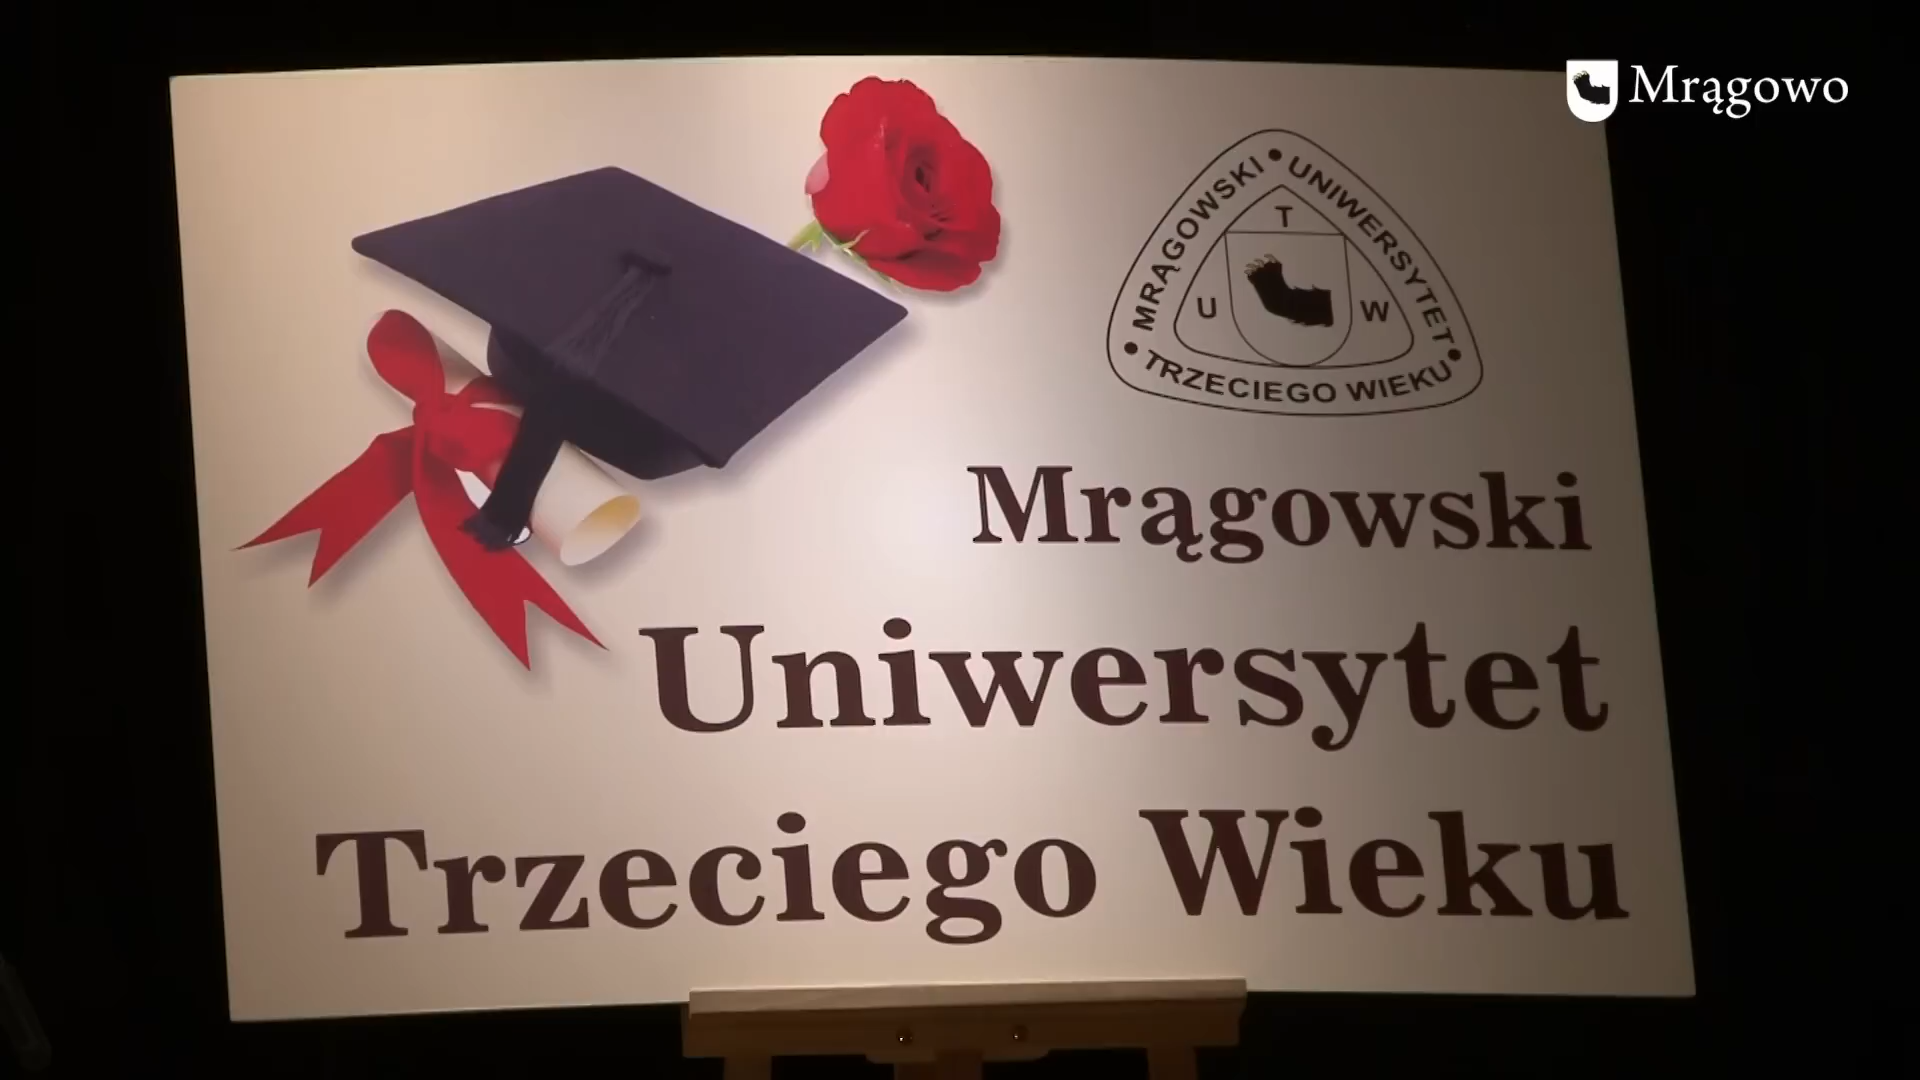 Mrągowo
MRĄGOWSKI • UNIWERSYTET • TRZECIEGO WIEKU •
T
U W
Mrągowski
Uniwersytet
Trzeciego Wieku